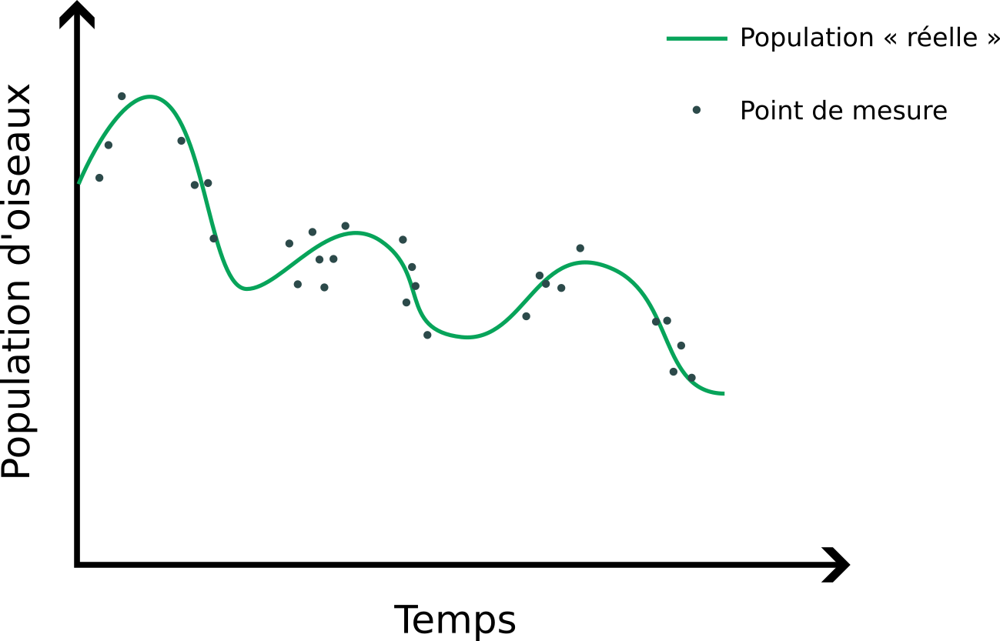 Population « réelle »
Point de mesure
Population d'oiseaux
Temps